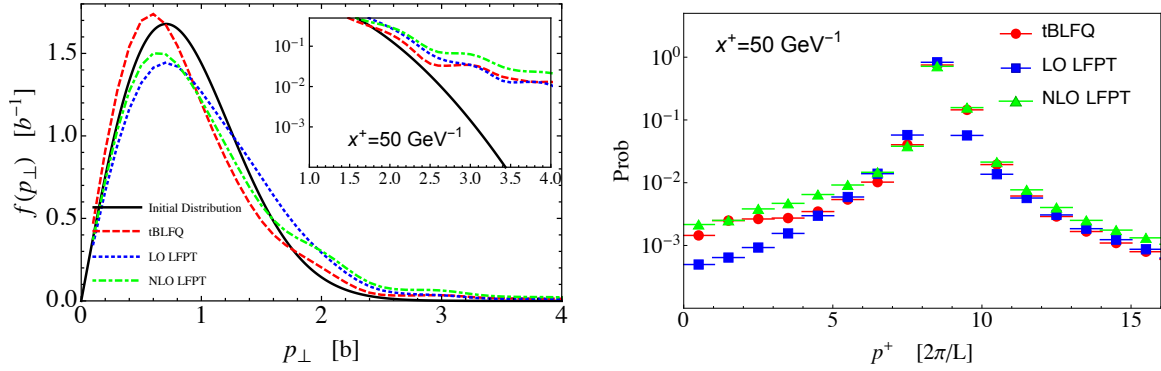 f(p⊥) [b⁻¹]
1.5
1.0
0.5
0.0
0
1
2
3
4
p⊥ [b]
Initial Distribution
tBLFQ
LO LFPT
NLO LFPT
10⁻¹
10⁻²
10⁻³
x⁺=50 GeV⁻¹
1.0
1.5
2.0
2.5
3.0
3.5
4.0
Prob
10⁰
10⁻¹
10⁻²
10⁻³
x⁺=50 GeV⁻¹
tBLFQ
LO LFPT
NLO LFPT
0
5
10
15
p⁺ [2π/L]